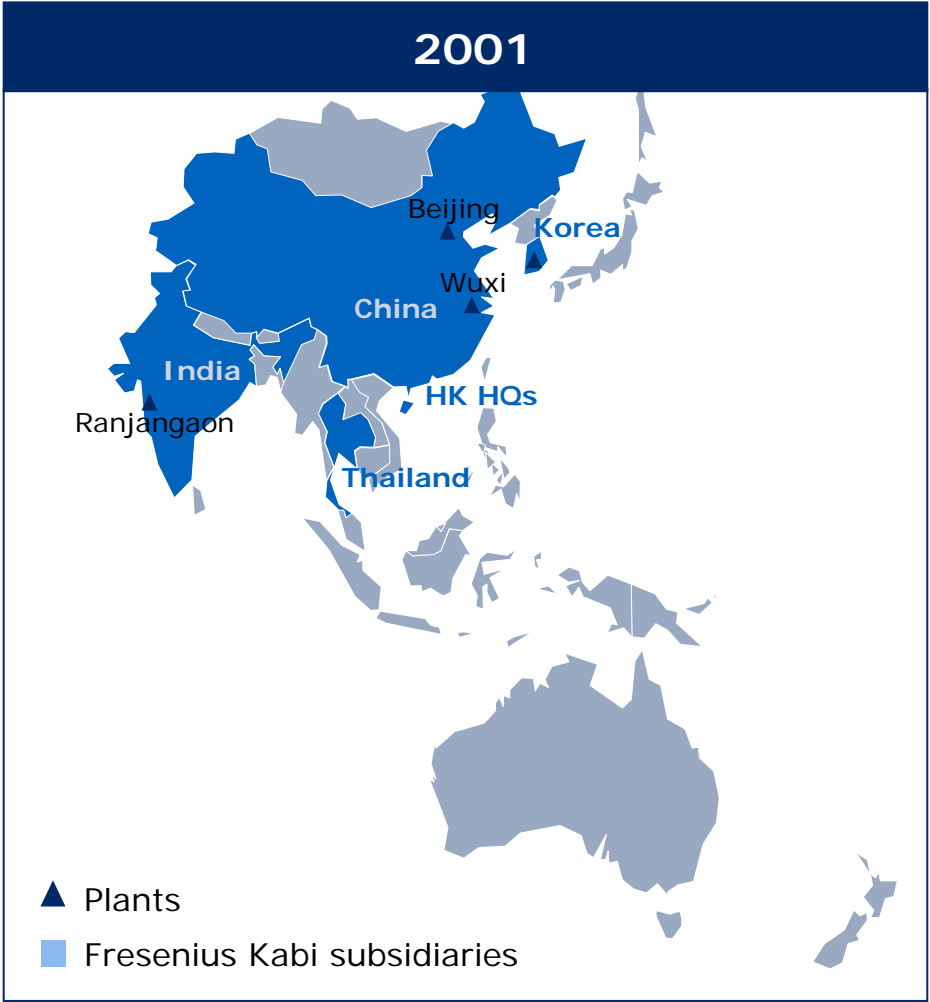 2001
Beijing
Korea
Wuxi
China
India
HK HQs
Ranjangaon
Thailand
Plants
Fresenius Kabi subsidiaries